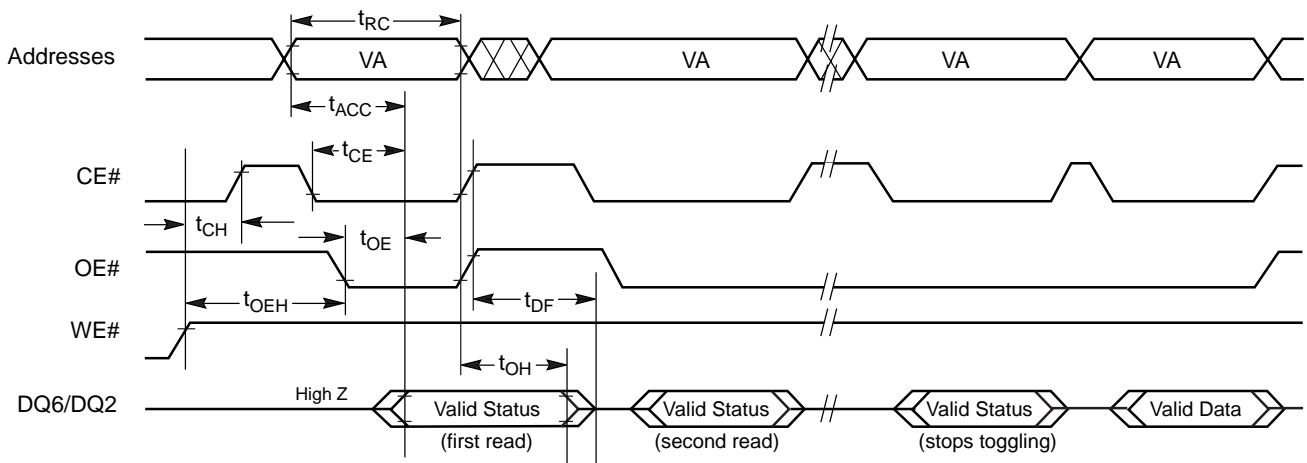 tRC
Addresses VA VA VA VA
tACC
tCE
CE#
tCH
tOE
OE#
tOEH
tDF
WE#
tOH
High Z
DQ6/DQ2 Valid Status Valid Status Valid Status Valid Data
(first read) (second read) (stops toggling)